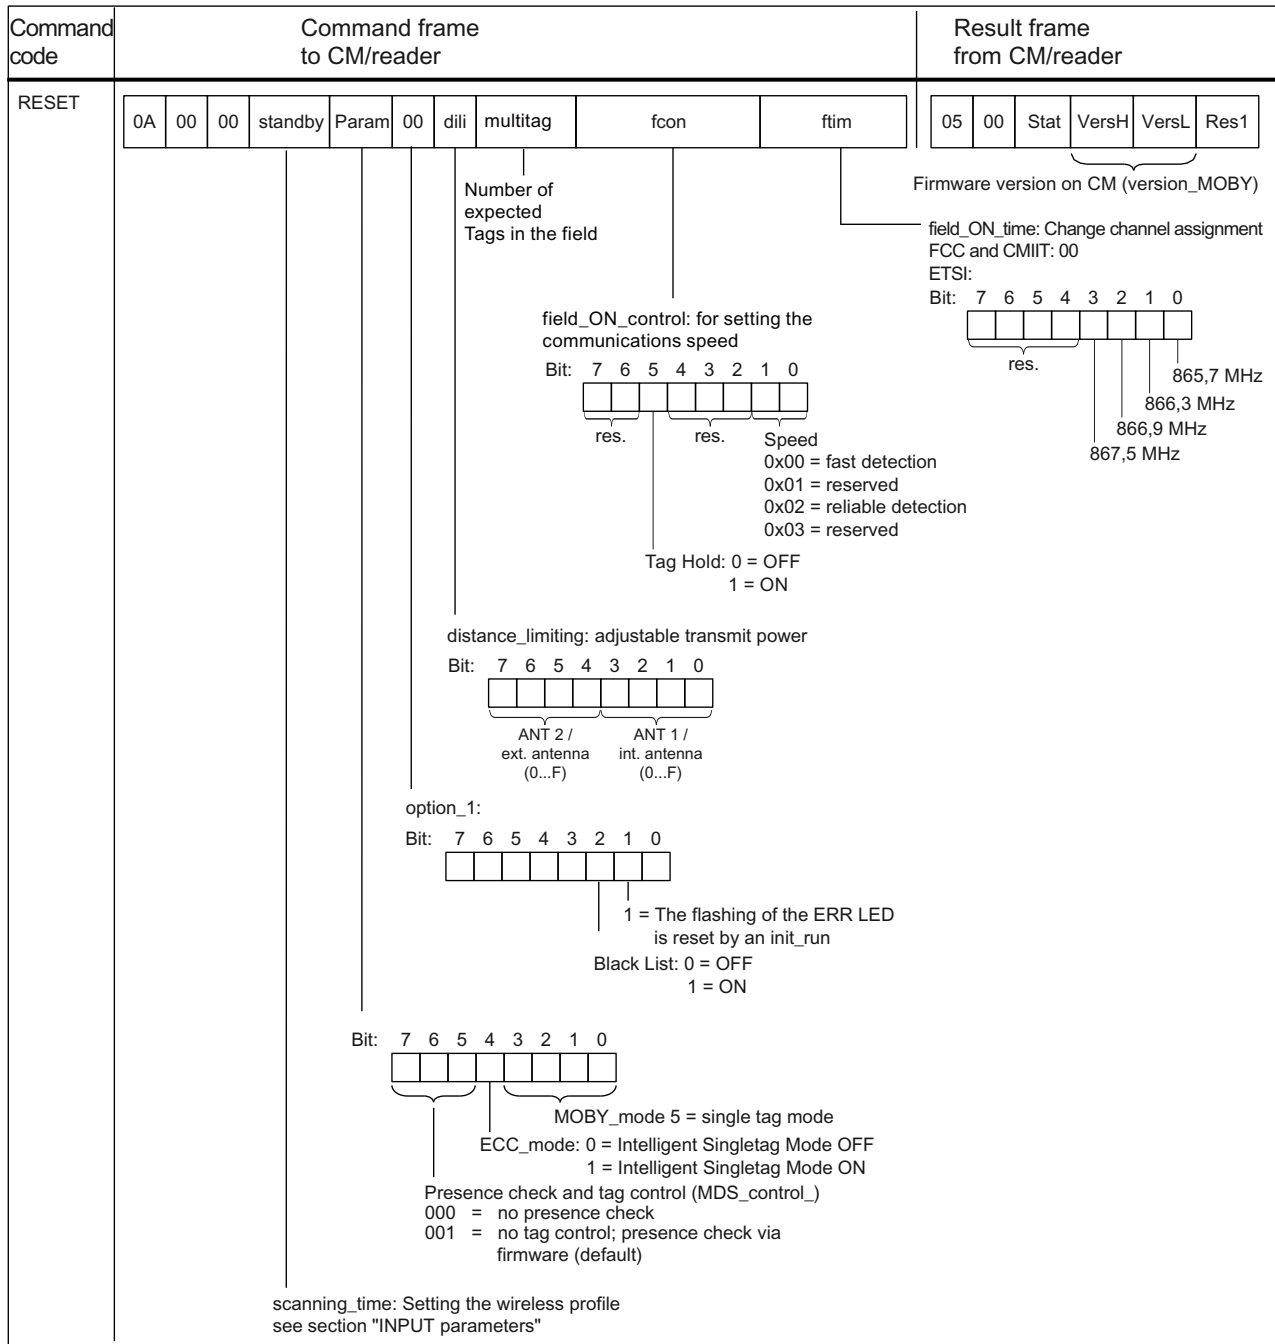 Command code
Command frame
to CM/reader
Result frame
from CM/reader
RESET
0A 00 00 standby Param 00 dili multitag fcon ftim
05 00 Stat VersH VersL Res1
Firmware version on CM (version_MOBY)
Number of
expected
Tags in the field
field_ON_time: Change channel assignment
FCC and CMIIT: 00
ETSI:
Bit: 7 6 5 4 3 2 1 0
res.
865,7 MHz
866,3 MHz
866,9 MHz
867,5 MHz
field_ON_control: for setting the
communications speed
Bit: 7 6 5 4 3 2 1 0
res. res. Speed
0x00 = fast detection
0x01 = reserved
0x02 = reliable detection
0x03 = reserved
Tag Hold: 0 = OFF
1 = ON
distance_limiting: adjustable transmit power
Bit: 7 6 5 4 3 2 1 0
ANT 2 /
ext. antenna
(0...F)
ANT 1 /
int. antenna
(0...F)
option_1:
Bit: 7 6 5 4 3 2 1 0
1 = The flashing of the ERR LED
is reset by an init_run
Black List: 0 = OFF
1 = ON
Bit: 7 6 5 4 3 2 1 0
MOBY_mode 5 = single tag mode
ECC_mode: 0 = Intelligent Singletag Mode OFF
1 = Intelligent Singletag Mode ON
Presence check and tag control (MDS_control_)
000 = no presence check
001 = no tag control; presence check via
firmware (default)
scanning_time: Setting the wireless profile
see section "INPUT parameters"